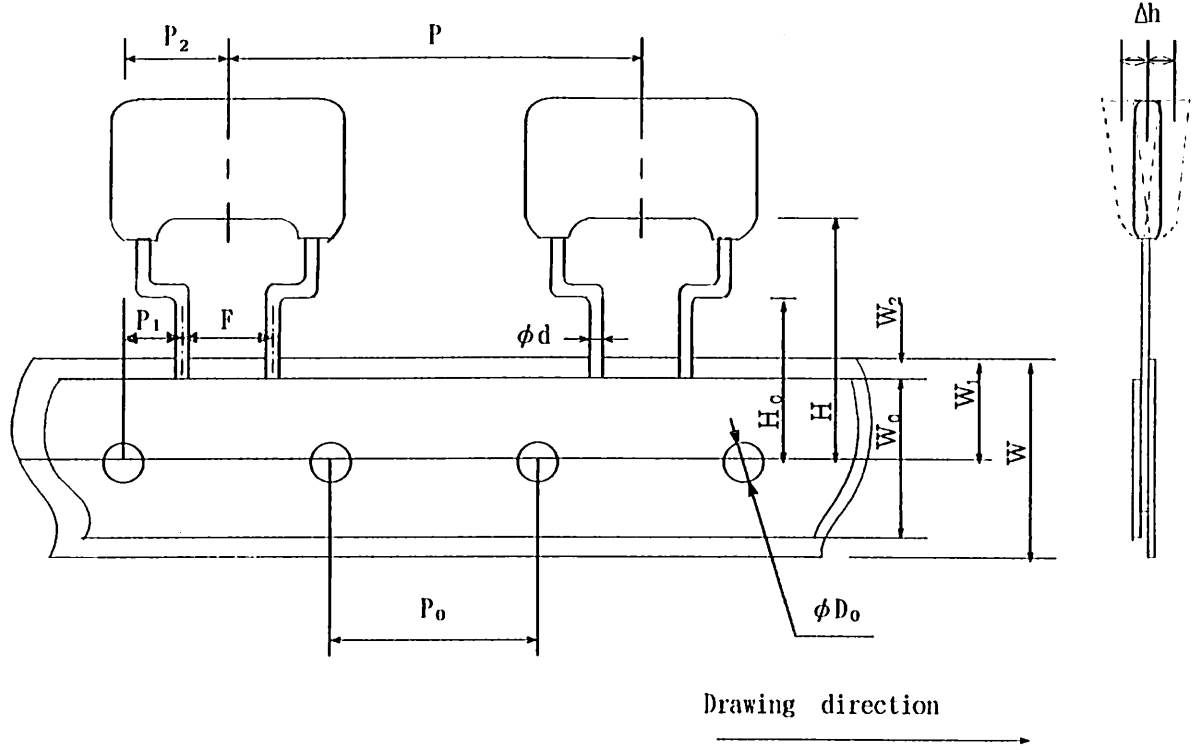 Δh
P₂
P
P₁
F
φd
W₂
H₀
H
W₀
W₁
W
P₀
φD₀
Drawing direction